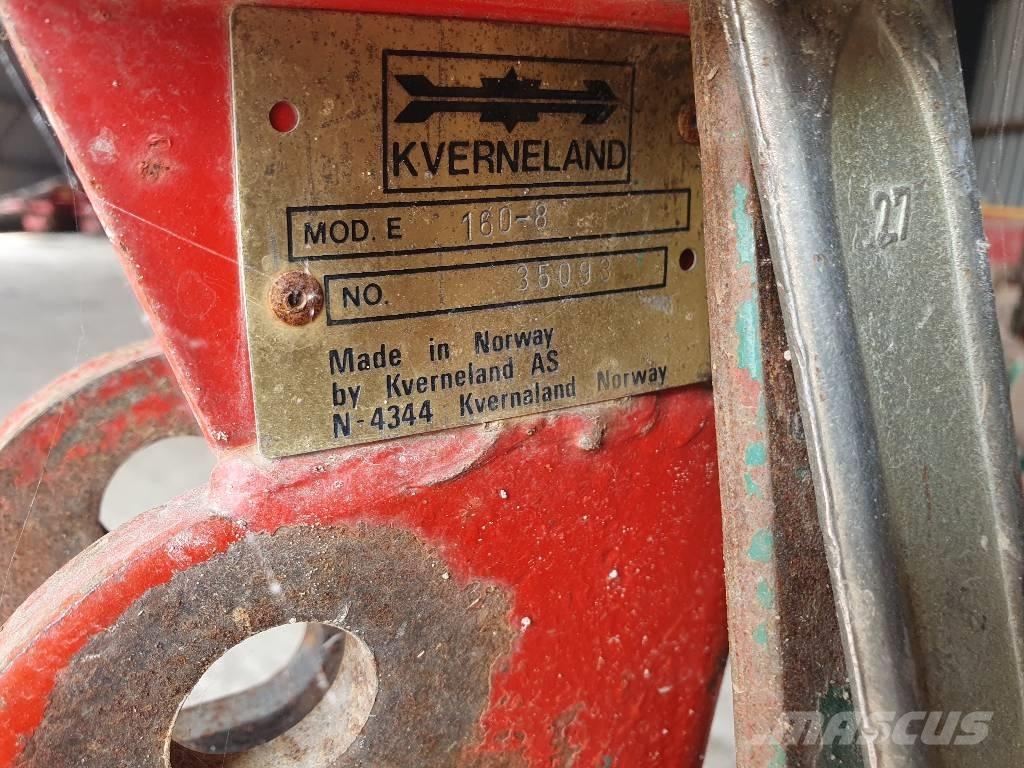 KVERNELAND
MOD. E 160-8
NO. 35093
Made in Norway
by Kverneland AS
N-4344 Kvernaland Norway
27
MASCUS